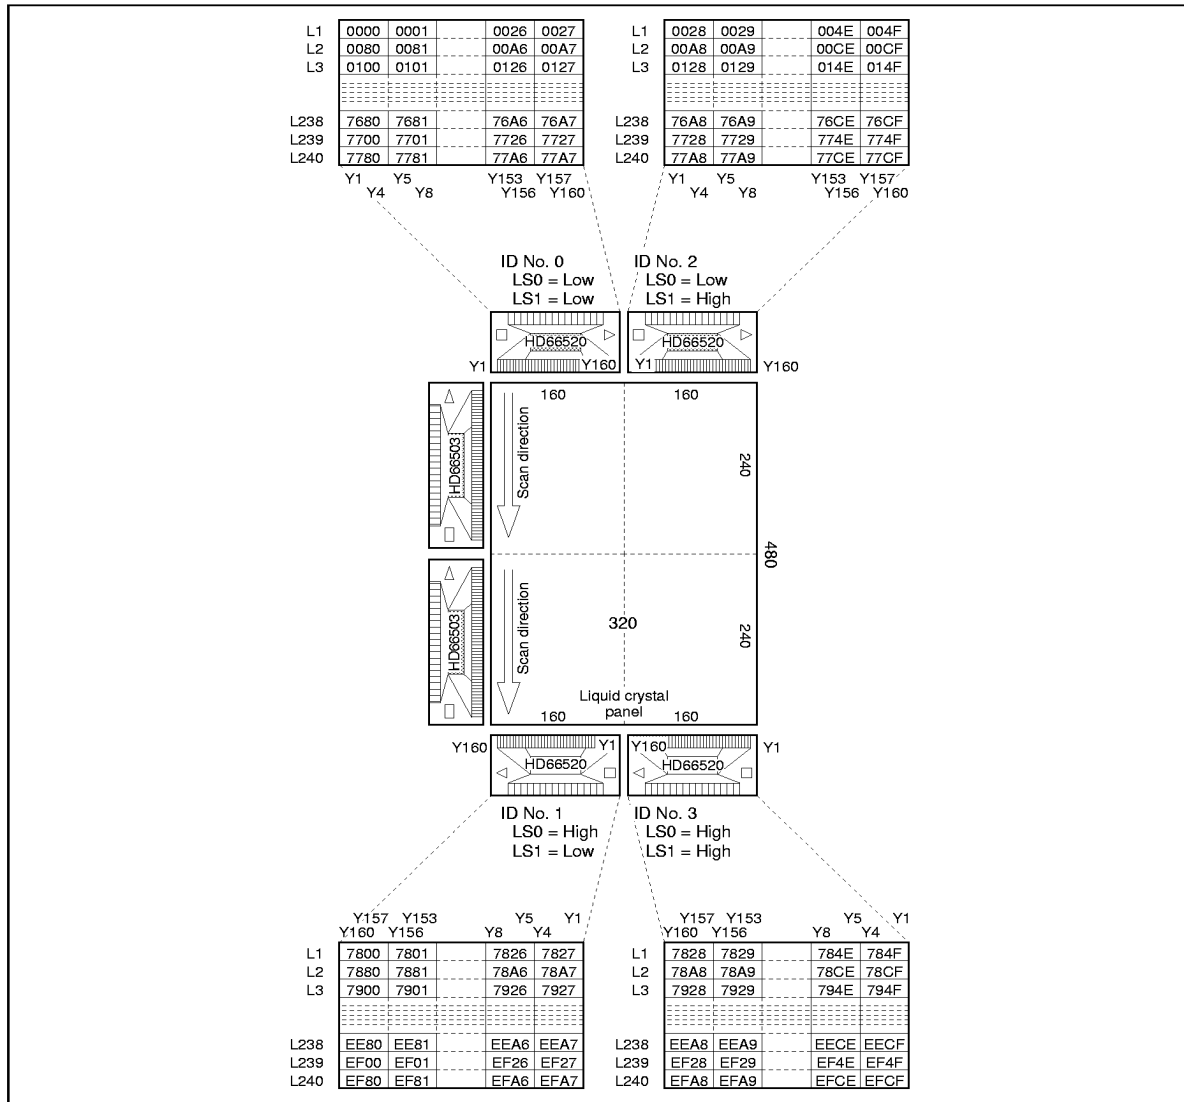 L1 0000 0001 0026 0027
L2 0080 0081 00A6 00A7
L3 0100 0101 0126 0127
L238 7680 7681 76A6 76A7
L239 7700 7701 7726 7727
L240 7780 7781 77A6 77A7
Y1 Y5 Y153 Y157
Y4 Y8 Y156 Y160
L1 0028 0029 004E 004F
L2 00A8 00A9 00CE 00CF
L3 0128 0129 014E 014F
L238 76A8 76A9 76CE 76CF
L239 7728 7729 774E 774F
L240 77A8 77A9 77CE 77CF
Y1 Y5 Y153 Y157
Y4 Y8 Y156 Y160
ID No. 0
LS0 = Low
LS1 = Low
ID No. 2
LS0 = Low
LS1 = High
HD66520
Y1 Y160
HD66520
Y1 Y160
160 160
HD66503
Scan direction
240
480
HD66503
Scan direction
320
240
Liquid crystal
panel
160 160
Y160 Y1
HD66520
Y160 Y1
HD66520
ID No. 1
LS0 = High
LS1 = Low
ID No. 3
LS0 = High
LS1 = High
Y157 Y153 Y5 Y1
Y160 Y156 Y8 Y4
L1 7800 7801 7826 7827
L2 7880 7881 78A6 78A7
L3 7900 7901 7926 7927
L238 EE80 EE81 EEA6 EEA7
L239 EF00 EF01 EF26 EF27
L240 EF80 EF81 EFA6 EFA7
Y157 Y153 Y5 Y1
Y160 Y156 Y8 Y4
L1 7828 7829 784E 784F
L2 78A8 78A9 78CE 78CF
L3 7928 7929 794E 794F
L238 EEA8 EEA9 EECE EECF
L239 EF28 EF29 EF4E EF4F
L240 EFA8 EFA9 EFCE EFCF